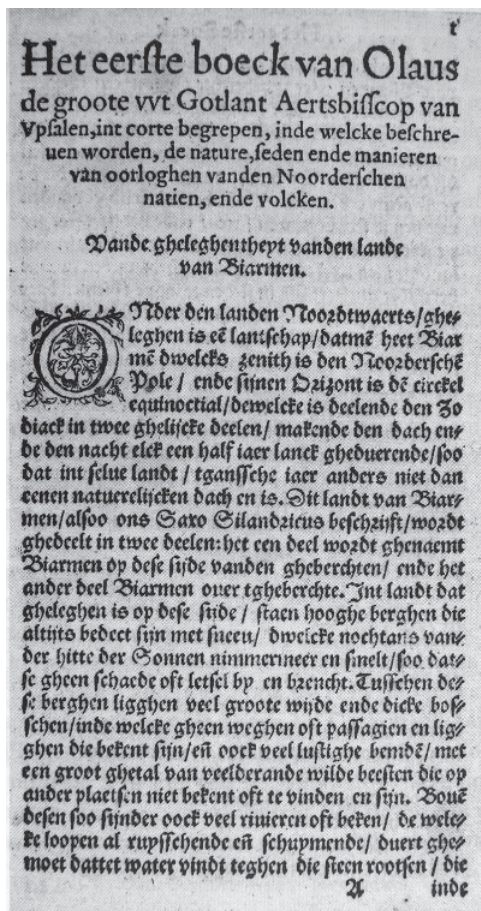 Het eerste boeck van Olaus
de groote vvt Gotlant Aertsbisscop van
Vpsalen,int corte begrepen, inde welcke beschre-
uen worden, de nature,seden ende manieren
van oorloghen vanden Noorderschen
natien, ende volcken.
Vande gheleghentheyt vanden lande
van Biarmen.
ONder den landen Noordtwaerts/ghe-
leghen is eē lantschap/datmē heet Biar
mē dwelcks zenith is den Noorderschē
Pole / ende sijnen Orizont is dē circkel
equinoctial/dewelcke is deelende den Zo
diack in twee ghelijcke deelen/ makende den dach en-
de den nacht elck een half iaer lanck gheduerende/soo
dat int selue landt / tgantsche iaer anders niet dan
eenen natuerelijcken dach en is. Dit landt van Biar-
men/alsoo ons Saxo Silandricus beschrijft/wordt
ghedeelt in twee deelen: het een deel wordt ghenaemt
Biarmen op dese sijde vanden gheberchten/ ende het
ander deel Biarmen ouer tgheberchte. Int landt dat
gheleghen is op dese sijde / staen hooghe berghen die
altijts bedect sijn met sneeu/ dwelcke nochtans van-
der hitte der Sonnen nimmermeer en smelt/soo dat-
se gheen schaede oft letsel by en brencht. Tusschen de-
se berghen ligghen veel groote wijde ende dicke bos-
schen/inde welcke gheen weghen oft passagien en lig-
ghen die bekent sijn/eñ oock veel lustighe bemdē/ met
een groot ghetal van veelderande wilde beesten die op
ander plaetsen niet bekent oft te vinden en sijn. Bouē
desen soo sijnder oock veel riuieren oft beken/ de welc-
ke loopen al ruysschende eñ schuymende/ duert ghe-
moet dattet water vindt teghen die steen rootsen / die
A inde